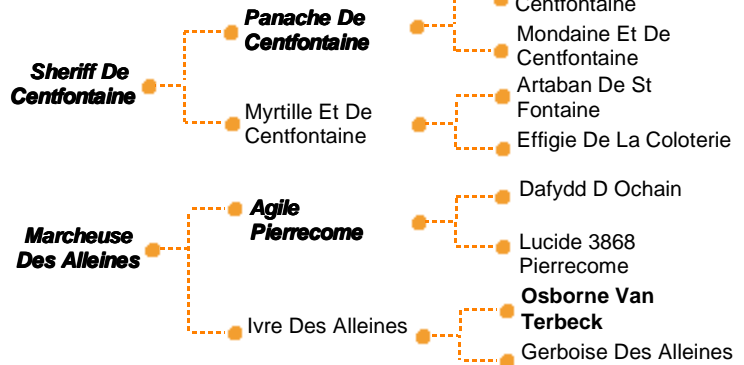 Centfontaine
Panache De
Centfontaine
Mondaine Et De
Centfontaine
Sheriff De
Centfontaine
Artaban De St
Fontaine
Myrtille Et De
Centfontaine
Effigie De La Coloterie
Dafydd D Ochain
Agile
Pierrecome
Marcheuse
Des Alleines
Lucide 3868
Pierrecome
Osborne Van
Terbeck
Ivre Des Alleines
Gerboise Des Alleines